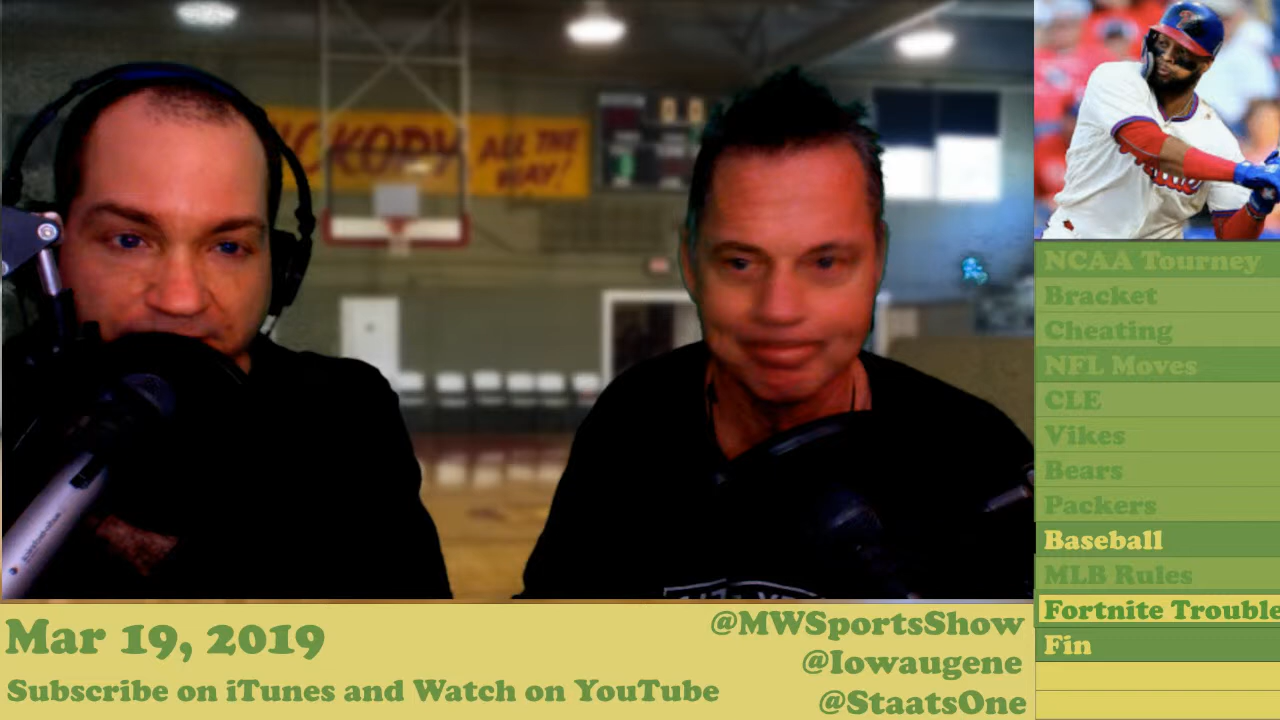 CKORY ALL THE
WAY!
NCAA Tourney
Bracket
Cheating
NFL Moves
CLE
Vikes
Bears
Packers
Baseball
MLB Rules
Fortnite Trouble
Fin
Mar 19, 2019
Subscribe on iTunes and Watch on YouTube
@MWSportsShow
@Iowaugene
@StaatsOne